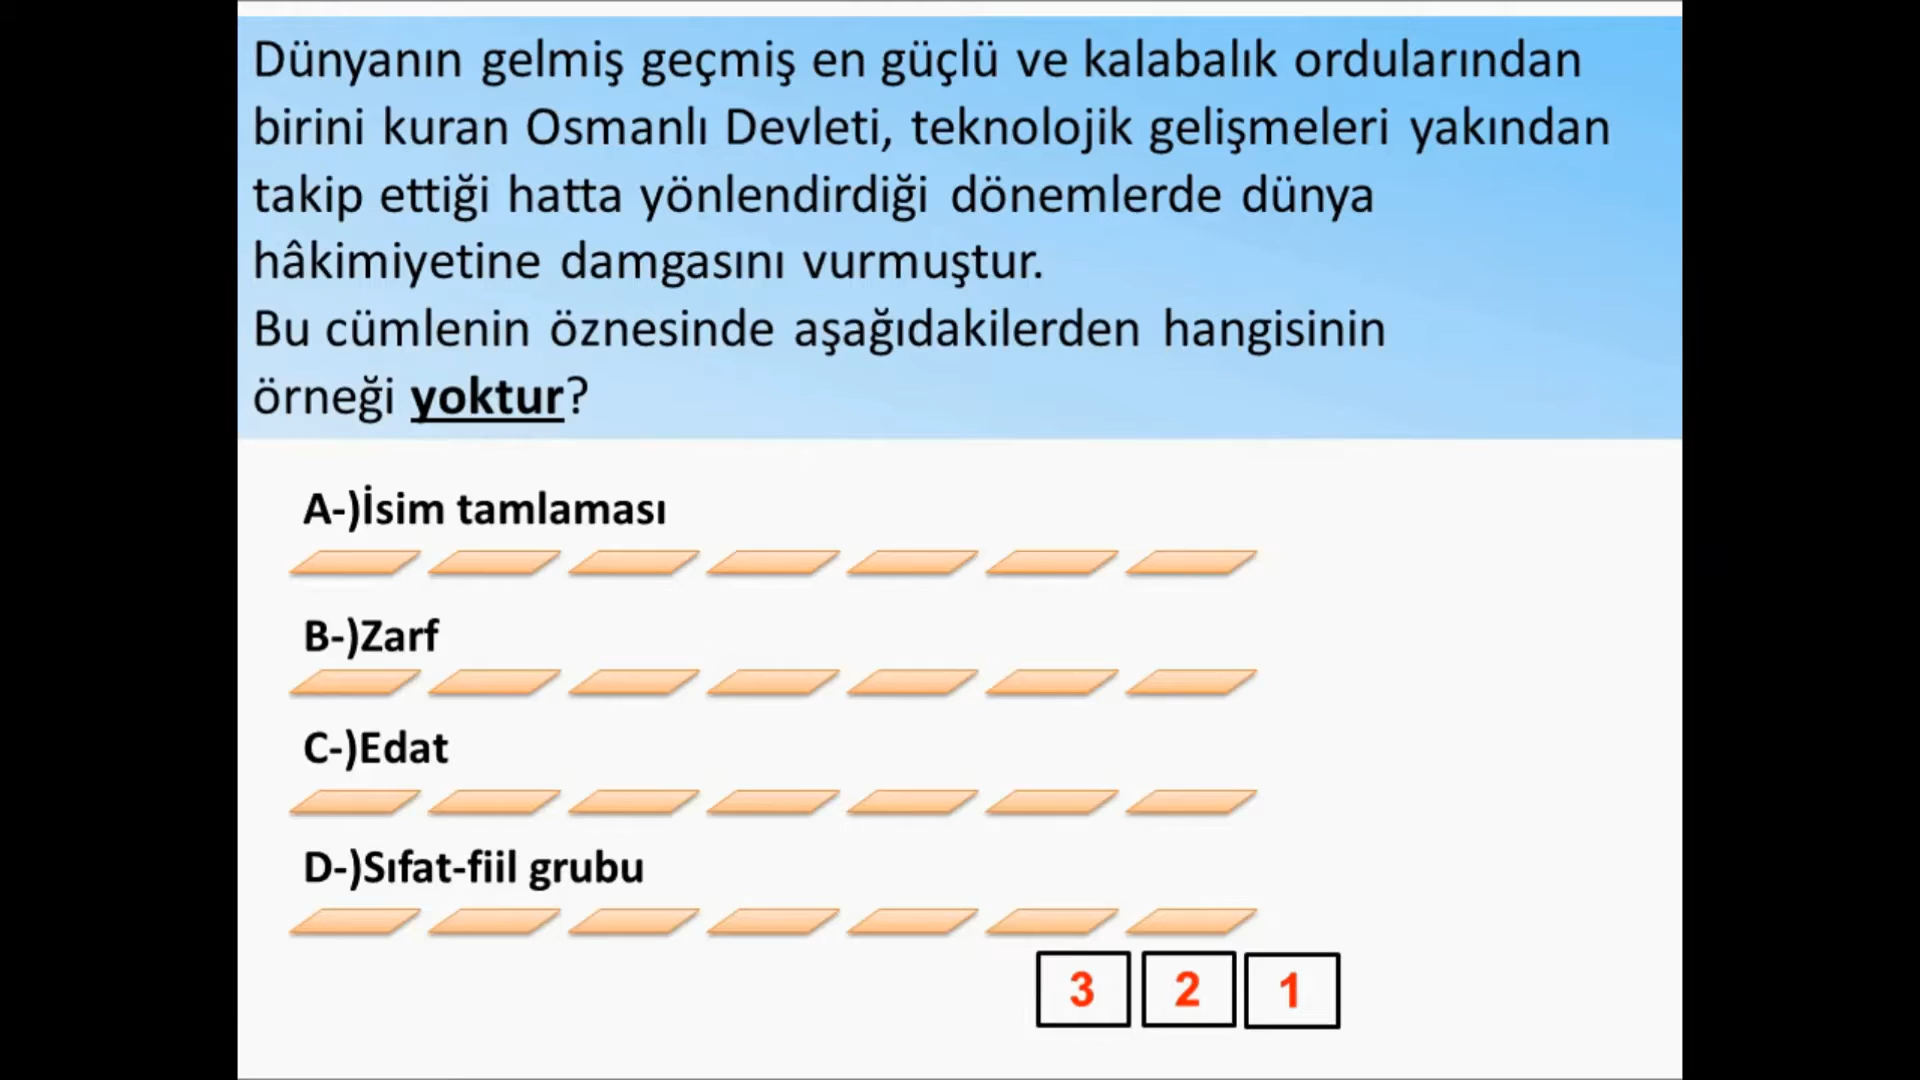 Dünyanın gelmiş geçmiş en güçlü ve kalabalık ordularından
birini kuran Osmanlı Devleti, teknolojik gelişmeleri yakından
takip ettiği hatta yönlendirdiği dönemlerde dünya
hâkimiyetine damgasını vurmuştur.
Bu cümlenin öznesinde aşağıdakilerden hangisinin
örneği yoktur?
A-)İsim tamlaması
B-)Zarf
C-)Edat
D-)Sıfat-fiil grubu
3 2 1